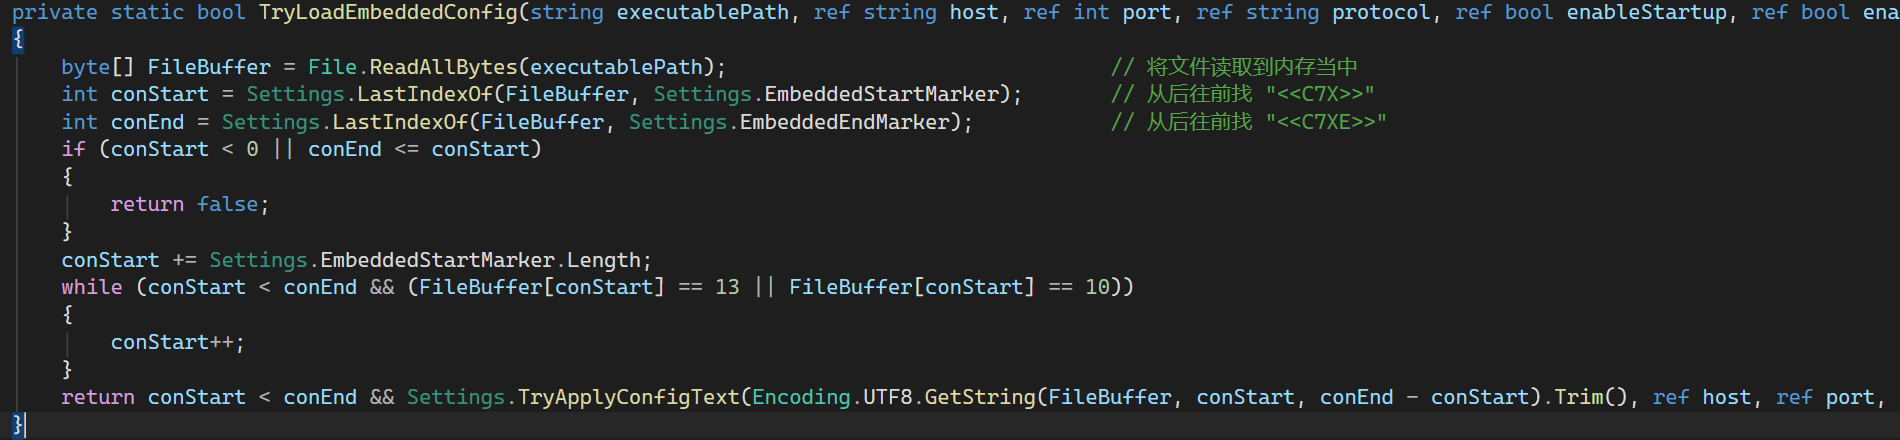 private static bool TryLoadEmbeddedConfig(string executablePath, ref string host, ref int port, ref string protocol, ref bool enableStartup, ref bool ena
{
    byte[] FileBuffer = File.ReadAllBytes(executablePath);                               // 将文件读取到内存当中
    int conStart = Settings.LastIndexOf(FileBuffer, Settings.EmbeddedStartMarker);       // 从后往前找 "<<C7X>>"
    int conEnd = Settings.LastIndexOf(FileBuffer, Settings.EmbeddedEndMarker);           // 从后往前找 "<<C7XE>>"
    if (conStart < 0 || conEnd <= conStart)
    {
        return false;
    }
    conStart += Settings.EmbeddedStartMarker.Length;
    while (conStart < conEnd && (FileBuffer[conStart] == 13 || FileBuffer[conStart] == 10))
    {
        conStart++;
    }
    return conStart < conEnd && Settings.TryApplyConfigText(Encoding.UTF8.GetString(FileBuffer, conStart, conEnd - conStart).Trim(), ref host, ref port,
}